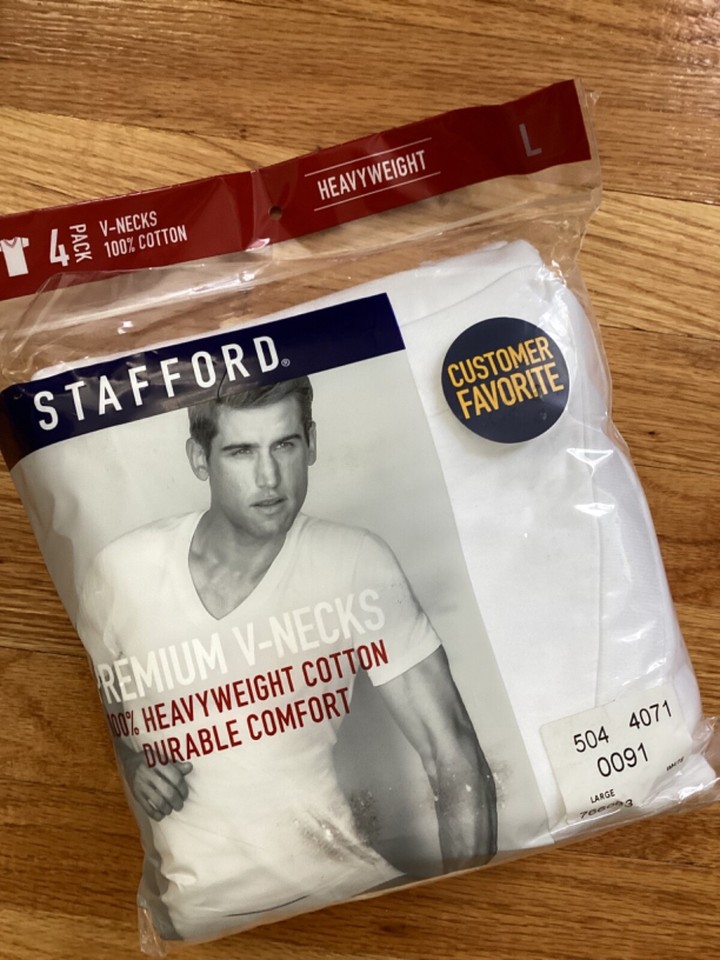 4 PACK
V-NECKS
100% COTTON
HEAVYWEIGHT
L
STAFFORD®
CUSTOMER
FAVORITE
PREMIUM V-NECKS
100% HEAVYWEIGHT COTTON
DURABLE COMFORT
504 4071
0091
LARGE
WHITE